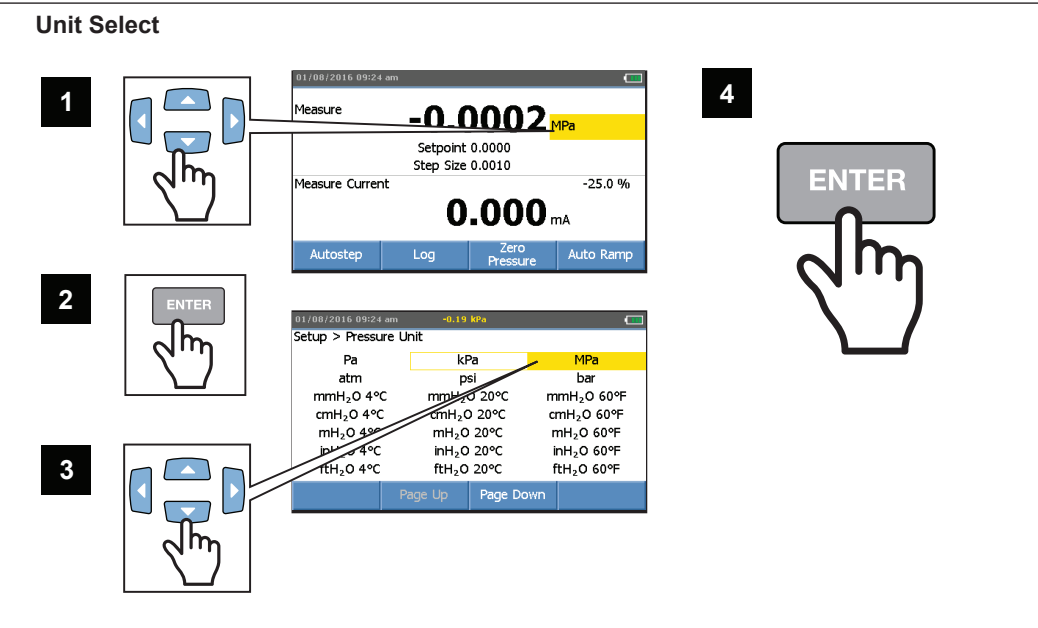 Unit Select
1
01/08/2016 09:24 am
Measure
-0.0002 MPa
Setpoint 0.0000
Step Size 0.0010
Measure Current -25.0 %
0.000 mA
Autostep Log Zero Pressure Auto Ramp
2
ENTER
01/08/2016 09:24 am -0.19 kPa
Setup > Pressure Unit
Pa kPa MPa
atm psi bar
mmH₂O 4°C mmH₂O 20°C mmH₂O 60°F
cmH₂O 4°C cmH₂O 20°C cmH₂O 60°F
mH₂O 4°C mH₂O 20°C mH₂O 60°F
inH₂O 4°C inH₂O 20°C inH₂O 60°F
ftH₂O 4°C ftH₂O 20°C ftH₂O 60°F
Page Up Page Down
3
4
ENTER